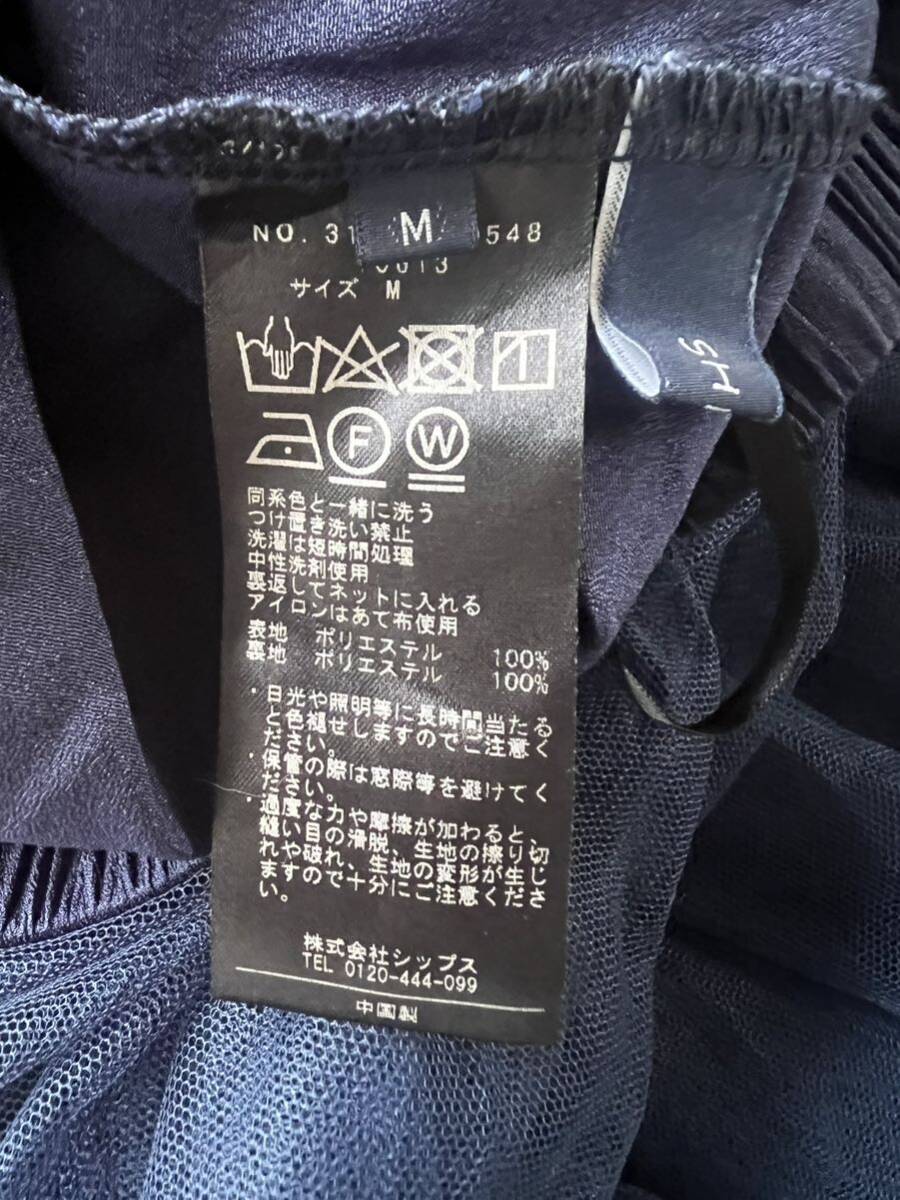 M
NO. 31 0548
サイズ M
F W
同系色と一緒に洗う
つけ置き洗い禁止
洗濯は短時間処理
中性洗剤使用
裏返してネットに入れる
アイロンはあて布使用
表地 ポリエステル 100%
裏地 ポリエステル 100%
・日光や照明等に長時間当たる
と色褪せしますのでご注意く
ださい。
・保管の際は窓際等を避けてく
ださい。
・過度な力や摩擦が加わると、
縫い目の滑脱、生地の擦り切
れや破れ、生地の変形が生じ
ますので十分にご注意くださ
い。
株式会社シップス
TEL 0120-444-099
中国製
SH